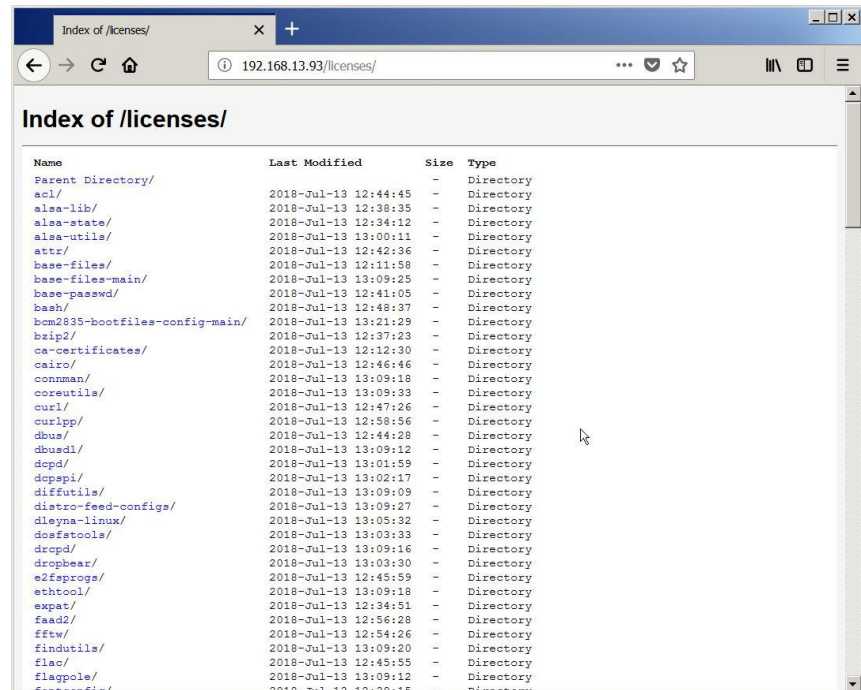 Index of /licenses/
192.168.13.93/licenses/
Index of /licenses/
Name Last Modified Size Type
Parent Directory/ - Directory
acl/ 2018-Jul-13 12:44:45 - Directory
alsa-lib/ 2018-Jul-13 12:38:35 - Directory
alsa-state/ 2018-Jul-13 12:34:12 - Directory
alsa-utils/ 2018-Jul-13 13:00:11 - Directory
attr/ 2018-Jul-13 12:42:36 - Directory
base-files/ 2018-Jul-13 12:11:58 - Directory
base-files-main/ 2018-Jul-13 13:09:25 - Directory
base-passwd/ 2018-Jul-13 12:41:05 - Directory
bash/ 2018-Jul-13 12:48:37 - Directory
bcm2835-bootfiles-config-main/ 2018-Jul-13 13:21:29 - Directory
bzip2/ 2018-Jul-13 12:37:23 - Directory
ca-certificates/ 2018-Jul-13 12:12:30 - Directory
cairo/ 2018-Jul-13 12:46:46 - Directory
connman/ 2018-Jul-13 13:09:18 - Directory
coreutils/ 2018-Jul-13 13:09:33 - Directory
curl/ 2018-Jul-13 12:47:26 - Directory
curlpp/ 2018-Jul-13 12:58:56 - Directory
dbus/ 2018-Jul-13 12:44:28 - Directory
dbusdl/ 2018-Jul-13 13:09:12 - Directory
dcpd/ 2018-Jul-13 13:01:59 - Directory
dcpspi/ 2018-Jul-13 13:02:17 - Directory
diffutils/ 2018-Jul-13 13:09:09 - Directory
distro-feed-configs/ 2018-Jul-13 13:09:27 - Directory
dleyna-linux/ 2018-Jul-13 13:05:32 - Directory
dosfstools/ 2018-Jul-13 13:03:33 - Directory
drcpd/ 2018-Jul-13 13:09:16 - Directory
dropbear/ 2018-Jul-13 13:03:30 - Directory
e2fsprogs/ 2018-Jul-13 12:45:59 - Directory
ethtool/ 2018-Jul-13 13:09:18 - Directory
expat/ 2018-Jul-13 12:34:51 - Directory
faad2/ 2018-Jul-13 12:56:28 - Directory
fftw/ 2018-Jul-13 12:54:26 - Directory
findutils/ 2018-Jul-13 13:09:20 - Directory
flac/ 2018-Jul-13 12:45:55 - Directory
flagpole/ 2018-Jul-13 13:09:12 - Directory